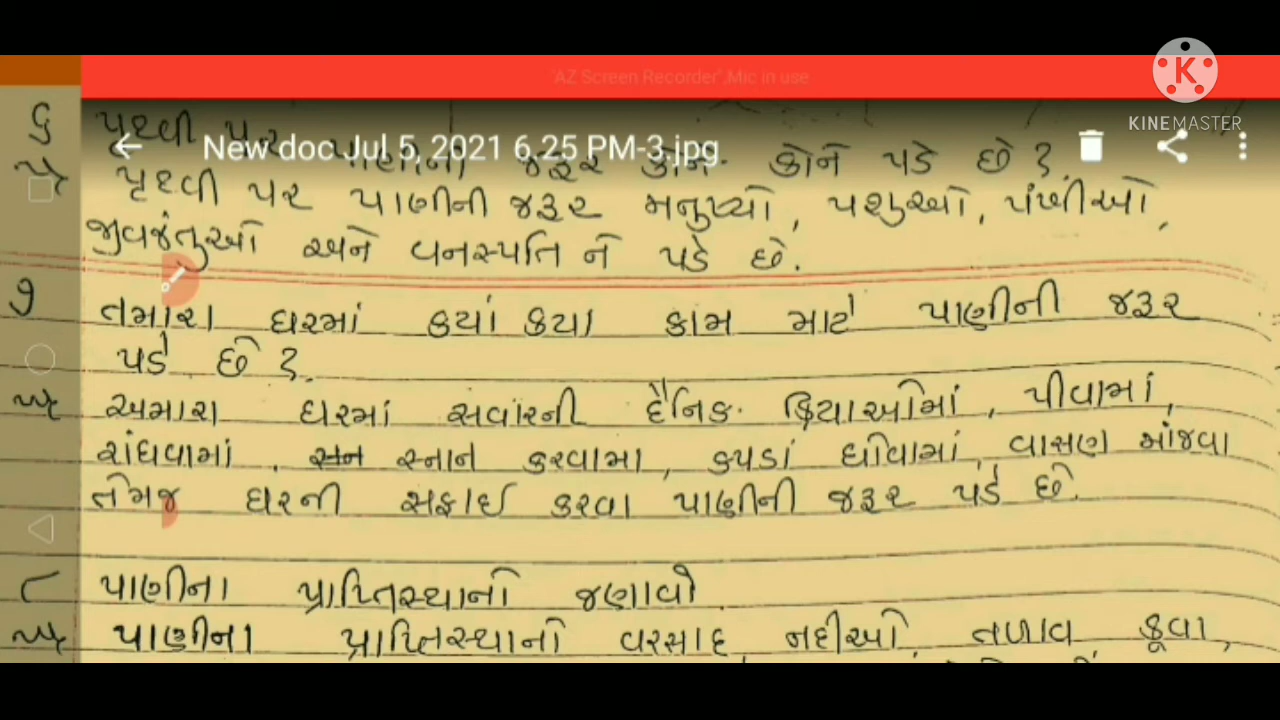 'AZ Screen Recorder',Mic in use
KINEMASTER
New doc Jul 5, 2021 6.25 PM-3.jpg
૬ પૃથ્વી પર પાણીની જરૂર કોને કોને પડે છે ?
પૃથ્વી પર પાણીની જરૂર મનુષ્યો, પશુઓ, પંખીઓ,
જીવજંતુઓ અને વનસ્પતિ ને પડે છે.
૭ તમારા ઘરમાં કયાં કયા કામ માટે પાણીની જરૂર
પડે છે ?
અમારા ઘરમાં સવારની દૈનિક ક્રિયાઓમાં, પીવામાં,
રાંધવામાં, સ્નાન કરવામા, કપડાં ધોવામાં, વાસણ માંજવા
તેમજ ઘરની સફાઈ કરવા પાણીની જરૂર પડે છે.
૮ પાણીના પ્રાપ્તિસ્થાનો જણાવો.
પાણીના પ્રાપ્તિસ્થાનો વરસાદ, નદીઓ, તળાવ, કૂવા,